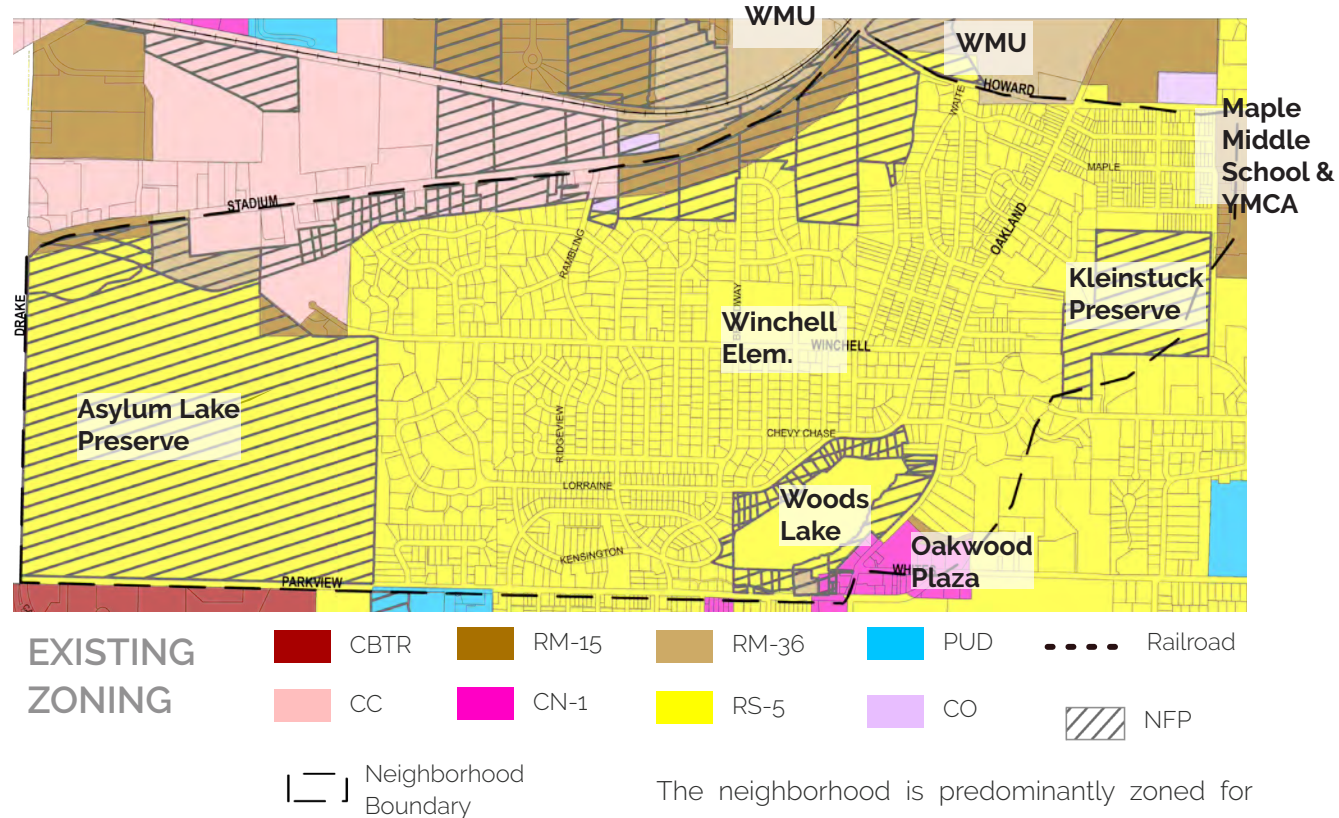 WMU
WMU
HOWARD
WAITE
Maple
Middle
School &
YMCA
MAPLE
STADIUM
OAKLAND
RAMBLING
Kleinstuck
Preserve
DRAKE
Winchell
Elem.
WINCHELL
Asylum Lake
Preserve
CHEVY CHASE
RIDGEVIEW
LORRAINE
Woods
Lake
KENSINGTON
Oakwood
Plaza
PARKVIEW
EXISTING
ZONING
CBTR
RM-15
RM-36
PUD
Railroad
CC
CN-1
RS-5
CO
NFP
Neighborhood
Boundary
The neighborhood is predominantly zoned for